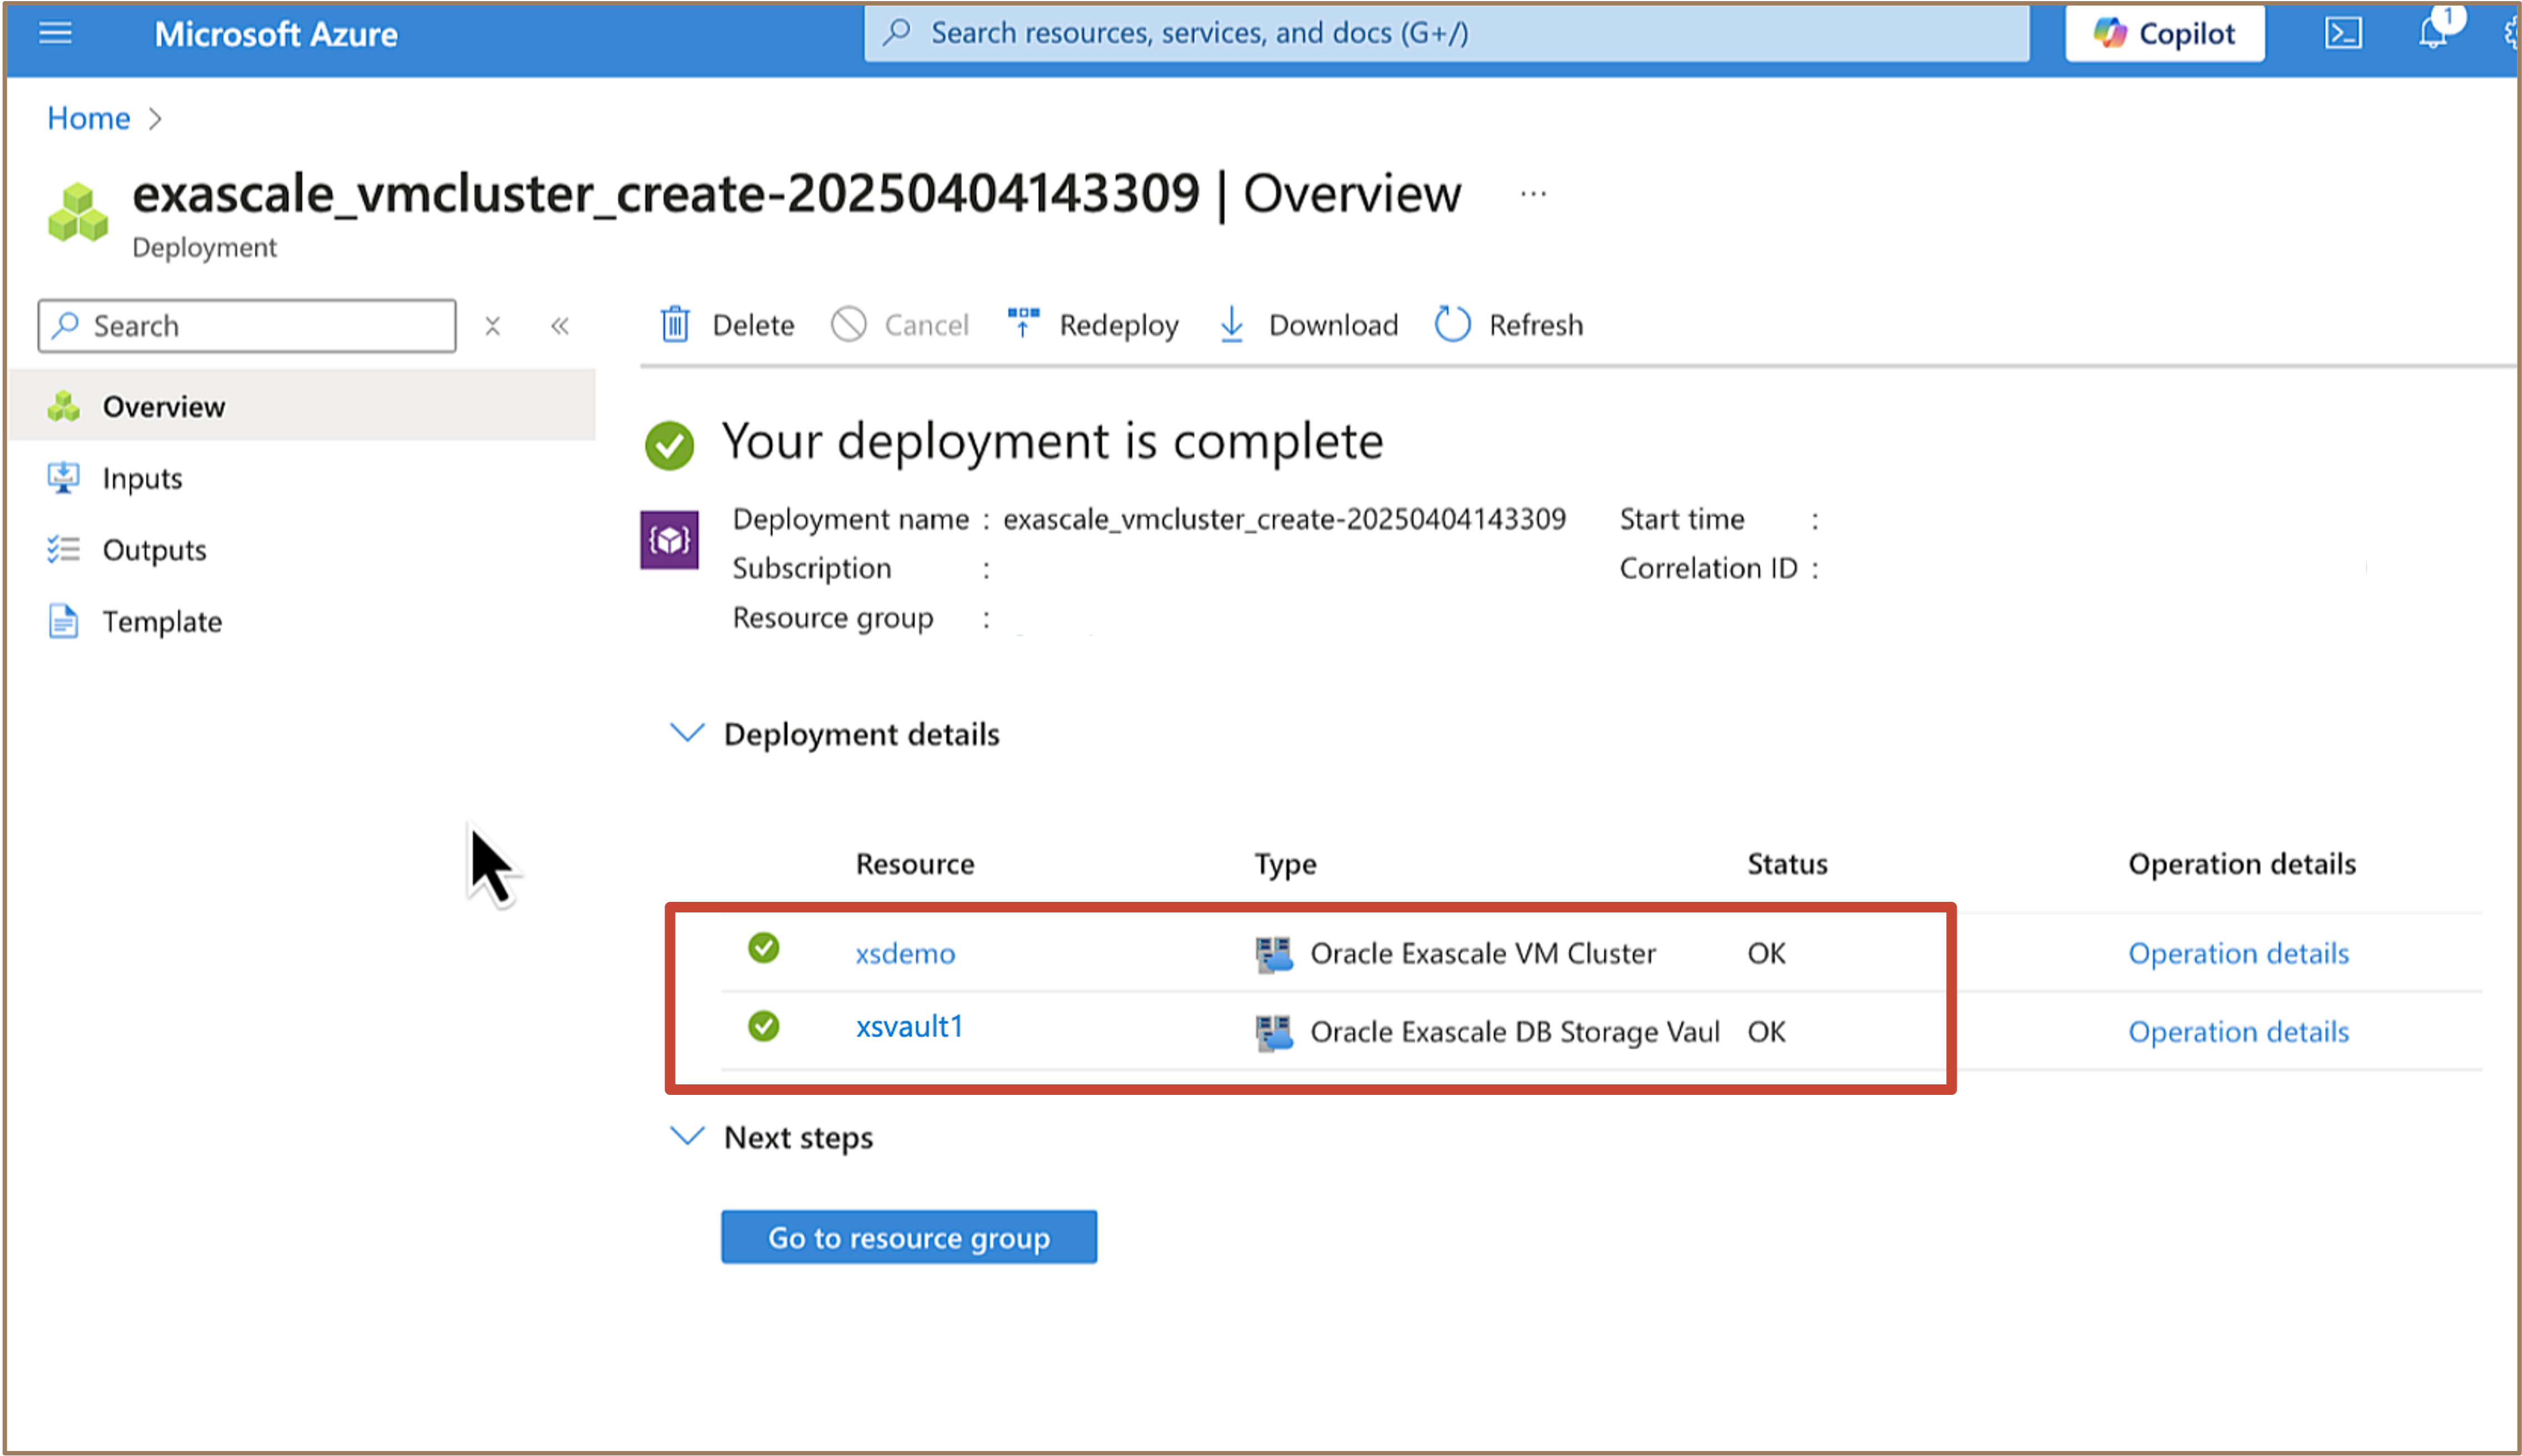 Microsoft Azure
Search resources, services, and docs (G+/)
Copilot
1
Home
exascale_vmcluster_create-20250404143309 | Overview ...
Deployment
Search
Delete
Cancel
Redeploy
Download
Refresh
Overview
Inputs
Outputs
Template
Your deployment is complete
Deployment name : exascale_vmcluster_create-20250404143309
Subscription :
Resource group :
Start time :
Correlation ID :
Deployment details
Resource Type Status Operation details
xsdemo Oracle Exascale VM Cluster OK Operation details
xsvault1 Oracle Exascale DB Storage Vaul OK Operation details
Next steps
Go to resource group